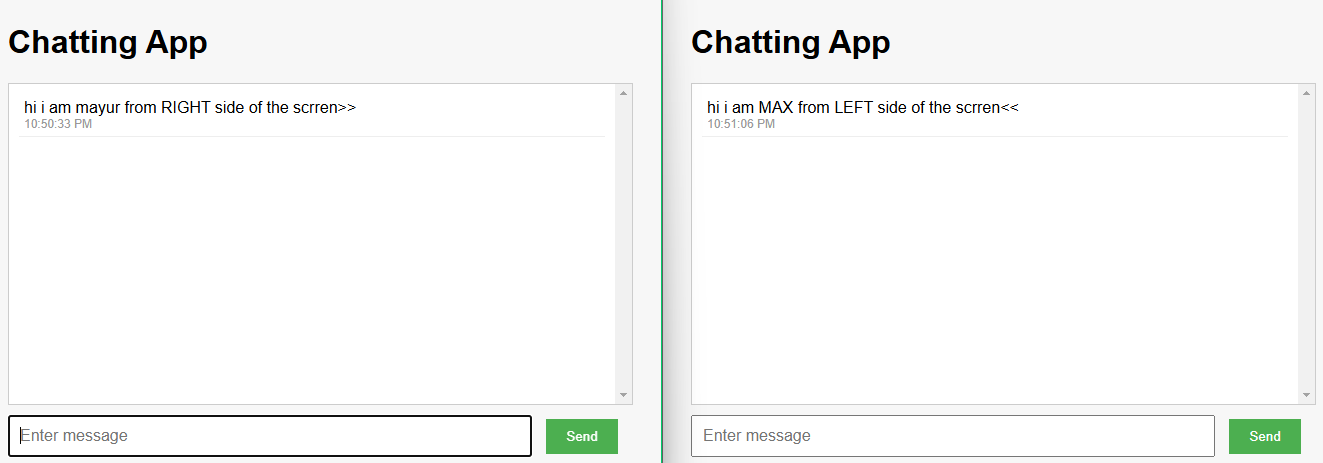 Chatting App
hi i am mayur from RIGHT side of the scrren>>
10:50:33 PM
Enter message
Send
Chatting App
hi i am MAX from LEFT side of the scrren<<
10:51:06 PM
Enter message
Send